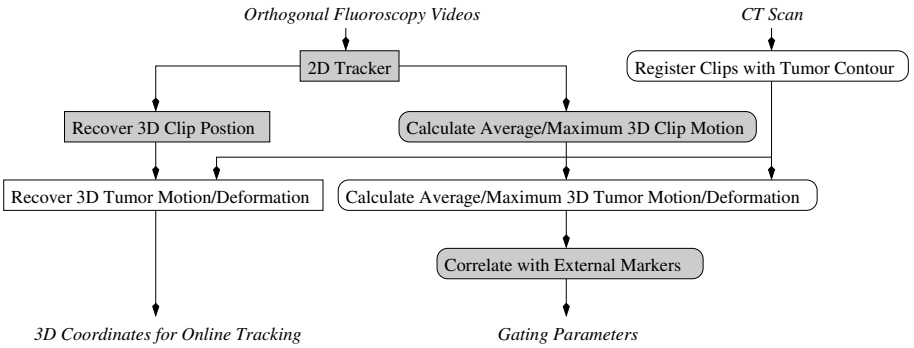 Orthogonal Fluoroscopy Videos
CT Scan
2D Tracker
Register Clips with Tumor Contour
Recover 3D Clip Postion
Calculate Average/Maximum 3D Clip Motion
Recover 3D Tumor Motion/Deformation
Calculate Average/Maximum 3D Tumor Motion/Deformation
Correlate with External Markers
3D Coordinates for Online Tracking
Gating Parameters